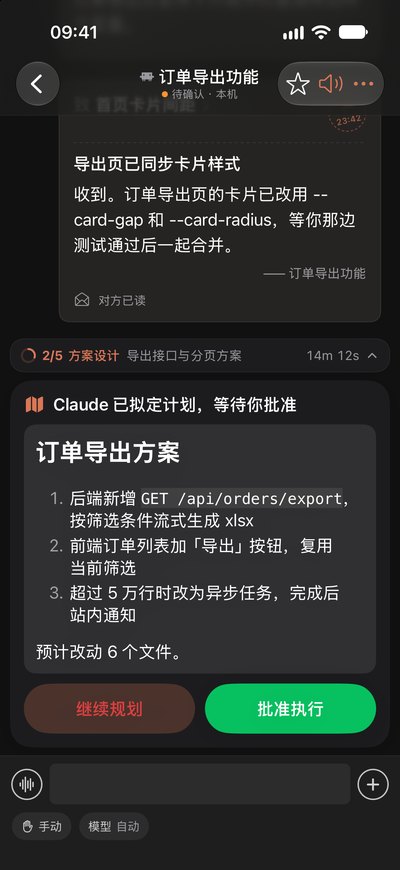 09:41
订单导出功能
待确认 · 本机
致 首页卡片间距
23:42
导出页已同步卡片样式
收到。订单导出页的卡片已改用 --
card-gap 和 --card-radius，等你那边
测试通过后一起合并。
—— 订单导出功能
对方已读
2/5 方案设计 导出接口与分页方案 14m 12s
Claude 已拟定计划，等待你批准
订单导出方案
1. 后端新增 GET /api/orders/export，
按筛选条件流式生成 xlsx
2. 前端订单列表加「导出」按钮，复用
当前筛选
3. 超过 5 万行时改为异步任务，完成后
站内通知
预计改动 6 个文件。
继续规划 批准执行
手动 模型 自动